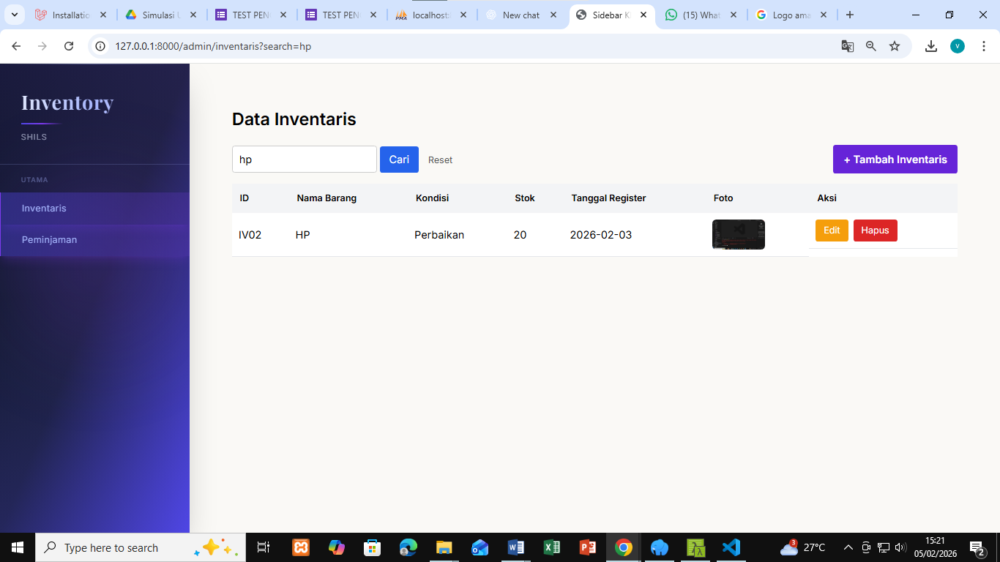 Installatio
Simulasi U
TEST PEN
TEST PEN
localhost
New chat
Sidebar K
(15) What
Logo ama
127.0.0.1:8000/admin/inventaris?search=hp
V
Inventory
SHILS
UTAMA
Inventaris
Peminjaman
Data Inventaris
hp
Cari
Reset
+ Tambah Inventaris
ID Nama Barang Kondisi Stok Tanggal Register Foto Aksi
IV02 HP Perbaikan 20 2026-02-03 Edit Hapus
Type here to search
3
27°C
15:21
05/02/2026
2